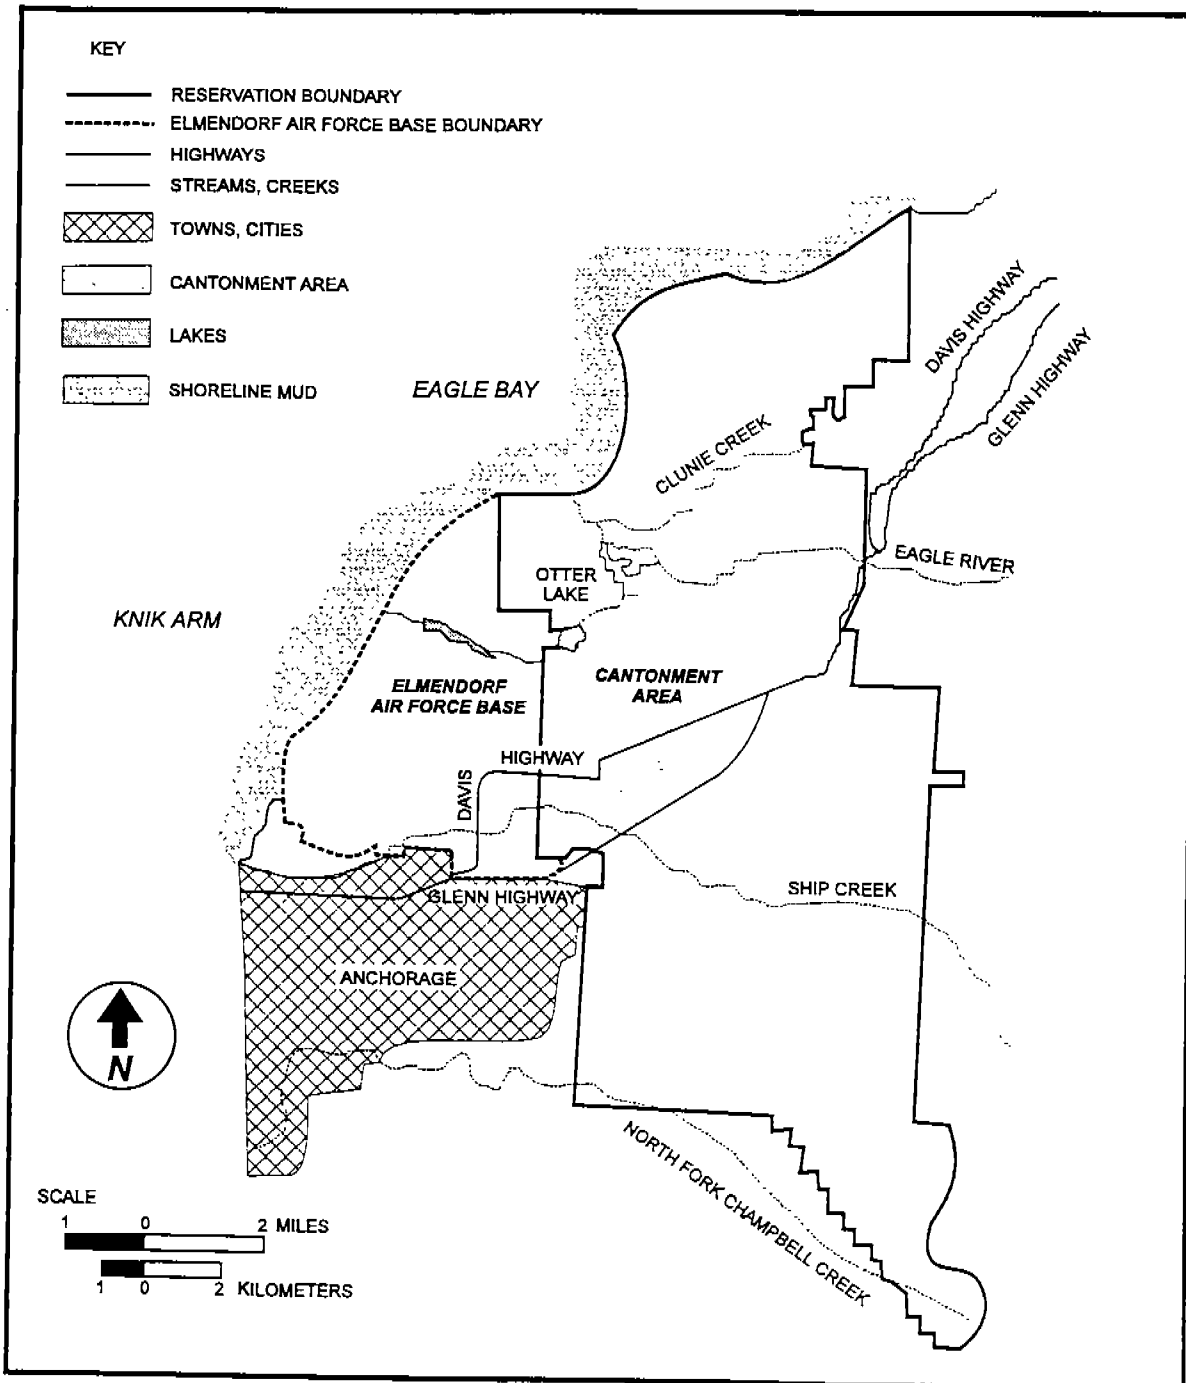 KEY
RESERVATION BOUNDARY
ELMENDORF AIR FORCE BASE BOUNDARY
HIGHWAYS
STREAMS, CREEKS
TOWNS, CITIES
CANTONMENT AREA
LAKES
SHORELINE MUD
EAGLE BAY
DAVIS HIGHWAY
GLENN HIGHWAY
CLUNIE CREEK
EAGLE RIVER
OTTER
LAKE
KNIK ARM
ELMENDORF
AIR FORCE BASE
CANTONMENT
AREA
HIGHWAY
DAVIS
SHIP CREEK
GLENN HIGHWAY
ANCHORAGE
N
NORTH FORK CHAMPBELL CREEK
SCALE
1 0 2 MILES
1 0 2 KILOMETERS